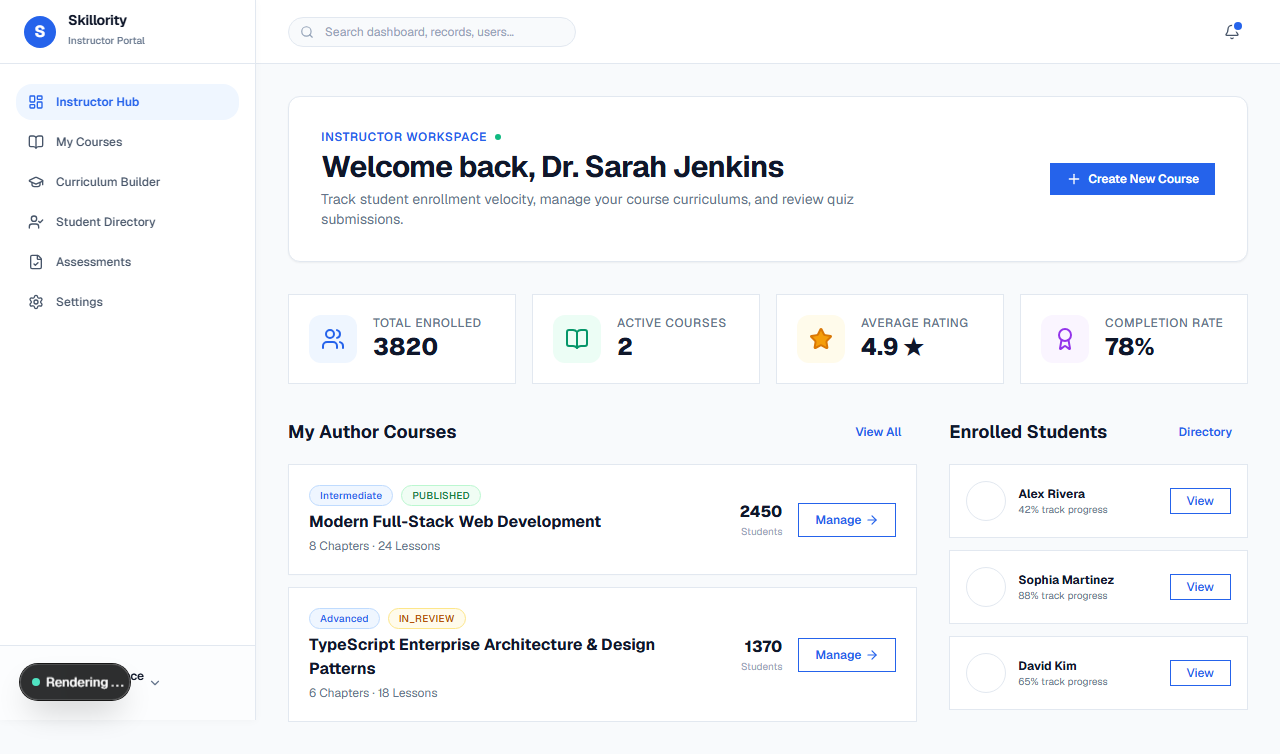 S
Skillority
Instructor Portal
Search dashboard, records, users...
Instructor Hub
My Courses
Curriculum Builder
Student Directory
Assessments
Settings
Rendering ...
INSTRUCTOR WORKSPACE
Welcome back, Dr. Sarah Jenkins
Track student enrollment velocity, manage your course curriculums, and review quiz
submissions.
Create New Course
TOTAL ENROLLED
3820
ACTIVE COURSES
2
AVERAGE RATING
4.9 ★
COMPLETION RATE
78%
My Author Courses
View All
Intermediate
PUBLISHED
Modern Full-Stack Web Development
8 Chapters · 24 Lessons
2450
Students
Manage →
Advanced
IN_REVIEW
TypeScript Enterprise Architecture & Design
Patterns
6 Chapters · 18 Lessons
1370
Students
Manage →
Enrolled Students
Directory
Alex Rivera
42% track progress
View
Sophia Martinez
88% track progress
View
David Kim
65% track progress
View